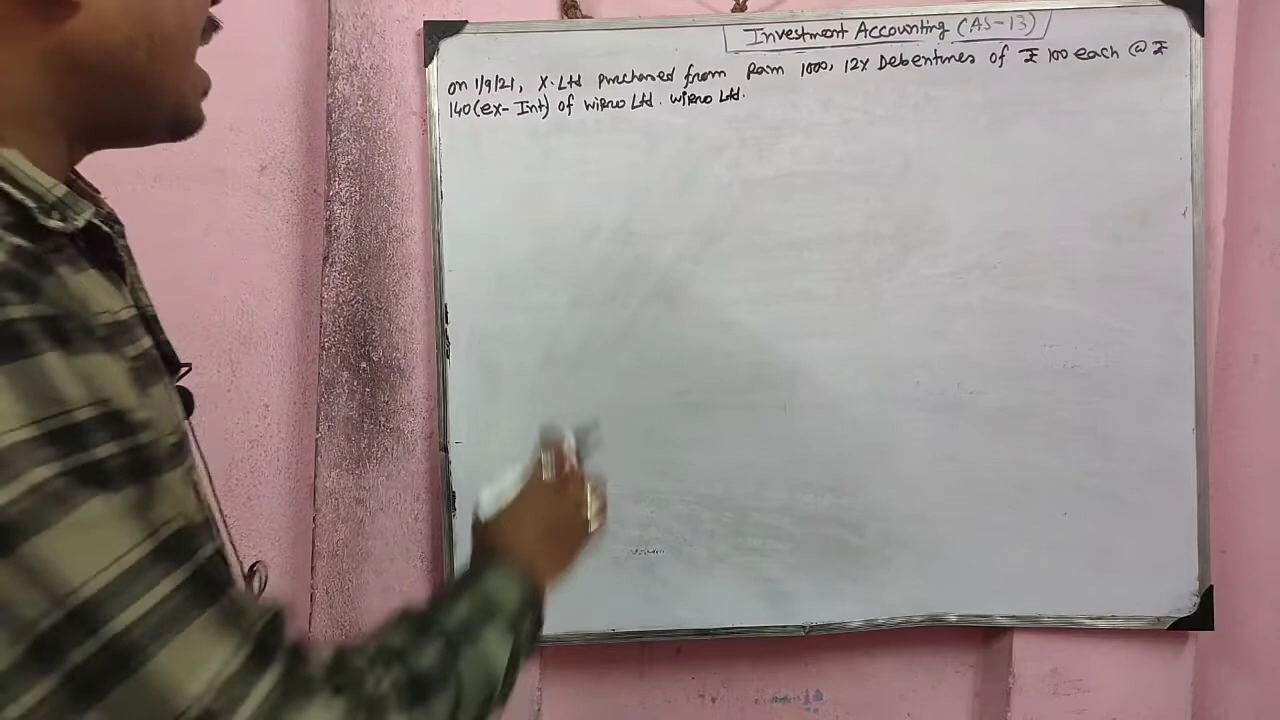 Investment Accounting (AS-13)
on 1/9/21, X. Ltd purchased from Ram 1000, 12% Debentures of ₹ 100 each @ ₹
140 (ex-Int) of wipro Ltd. wipro Ltd.